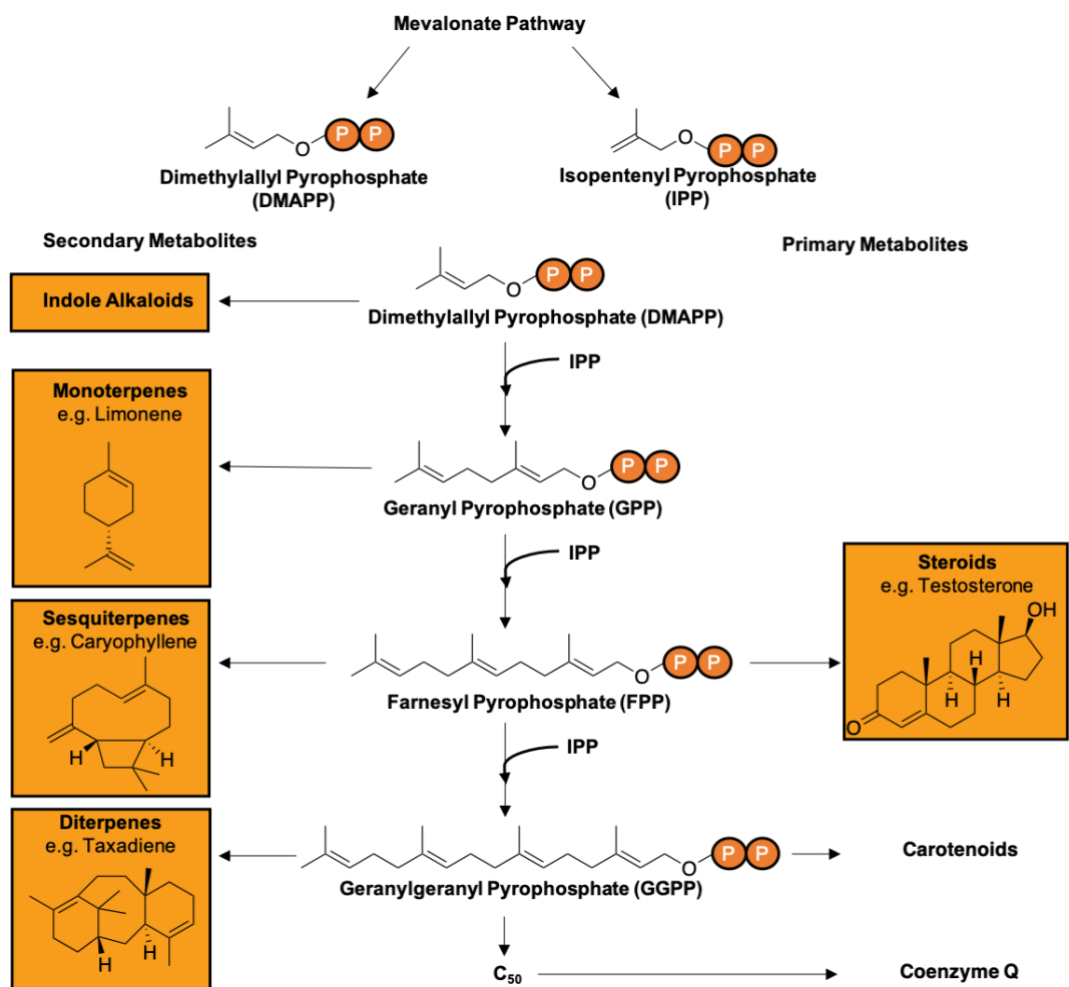 Mevalonate Pathway
O P P
Dimethylallyl Pyrophosphate
(DMAPP)
O P P
Isopentenyl Pyrophosphate
(IPP)
Secondary Metabolites
Primary Metabolites
Indole Alkaloids
O P P
Dimethylallyl Pyrophosphate (DMAPP)
IPP
Monoterpenes
e.g. Limonene
O P P
Geranyl Pyrophosphate (GPP)
IPP
Steroids
e.g. Testosterone
OH
H
H
H
O
Sesquiterpenes
e.g. Caryophyllene
H
H
O P P
Farnesyl Pyrophosphate (FPP)
IPP
Diterpenes
e.g. Taxadiene
H
H
O P P
Geranylgeranyl Pyrophosphate (GGPP)
Carotenoids
C₅₀
Coenzyme Q